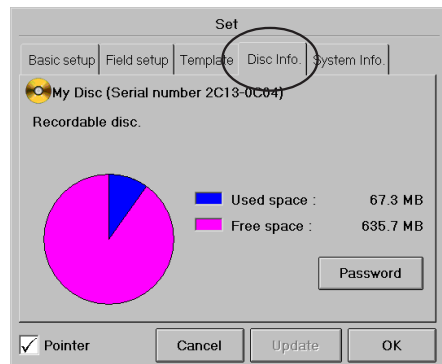 Set
Basic setup Field setup Template Disc Info. System Info.
My Disc (Serial number 2C13-0C04)
Recordable disc.
Used space : 67.3 MB
Free space : 635.7 MB
Password
Pointer Cancel Update OK